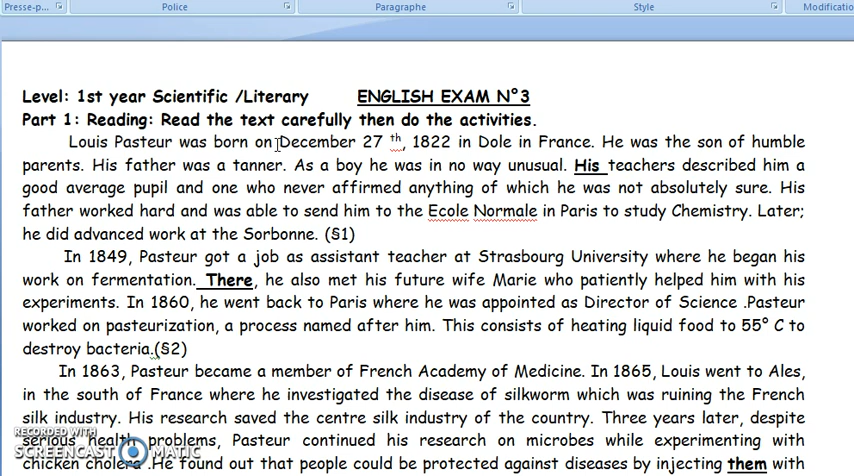 Presse-p... Police Paragraphe Style Modificatio
Level: 1st year Scientific /Literary ENGLISH EXAM N°3
Part 1: Reading: Read the text carefully then do the activities.
Louis Pasteur was born on December 27 th, 1822 in Dole in France. He was the son of humble
parents. His father was a tanner. As a boy he was in no way unusual. His teachers described him a
good average pupil and one who never affirmed anything of which he was not absolutely sure. His
father worked hard and was able to send him to the Ecole Normale in Paris to study Chemistry. Later;
he did advanced work at the Sorbonne. (§1)
In 1849, Pasteur got a job as assistant teacher at Strasbourg University where he began his
work on fermentation. There, he also met his future wife Marie who patiently helped him with his
experiments. In 1860, he went back to Paris where he was appointed as Director of Science .Pasteur
worked on pasteurization, a process named after him. This consists of heating liquid food to 55° C to
destroy bacteria.(§2)
In 1863, Pasteur became a member of French Academy of Medicine. In 1865, Louis went to Ales,
in the south of France where he investigated the disease of silkworm which was ruining the French
silk industry. His research saved the centre silk industry of the country. Three years later, despite
serious health problems, Pasteur continued his research on microbes while experimenting with
chicken cholera .He found out that people could be protected against diseases by injecting them with
RECORDED WITH
SCREENCAST MATIC